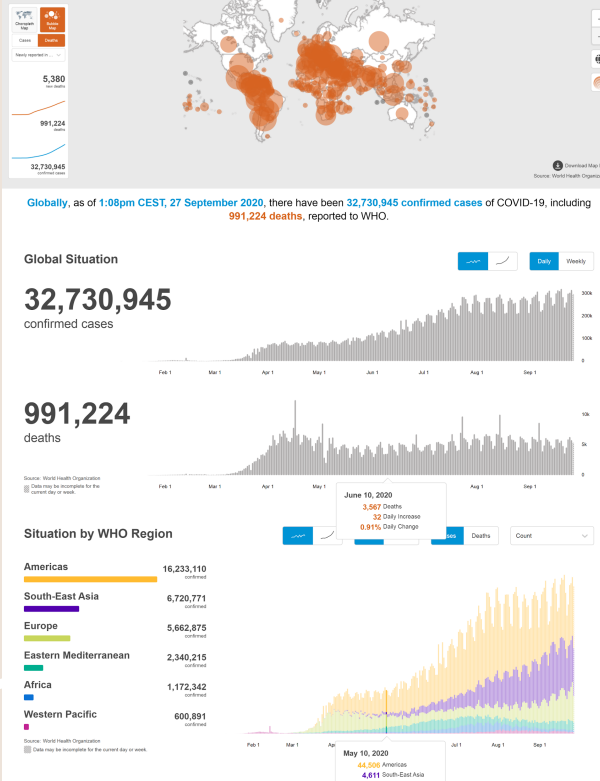 Choropleth Map
Bubble Map
Cases
Deaths
Newly reported in ...
5,380
new deaths
991,224
deaths
32,730,945
confirmed cases
Download Map
Source: World Health Organiz
Globally, as of 1:08pm CEST, 27 September 2020, there have been 32,730,945 confirmed cases of COVID-19, including
991,224 deaths, reported to WHO.
Global Situation
Daily
Weekly
32,730,945
confirmed cases
300k
200k
100k
0
Feb 1
Mar 1
Apr 1
May 1
Jun 1
Jul 1
Aug 1
Sep 1
991,224
deaths
10k
5k
0
Source: World Health Organization
Data may be incomplete for the
current day or week.
Feb 1
Mar 1
Apr 1
May 1
Jul 1
Aug 1
Sep 1
June 10, 2020
3,567 Deaths
32 Daily Increase
0.91% Daily Change
Situation by WHO Region
ses
Deaths
Count
Americas
16,233,110
confirmed
South-East Asia
6,720,771
confirmed
Europe
5,662,875
confirmed
Eastern Mediterranean
2,340,215
confirmed
Africa
1,172,342
confirmed
Western Pacific
600,891
confirmed
Source: World Health Organization
Data may be incomplete for the current day or week.
Feb 1
Mar 1
Ap
Jul 1
Aug 1
Sep 1
May 10, 2020
44,506 Americas
4,611 South-East Asia